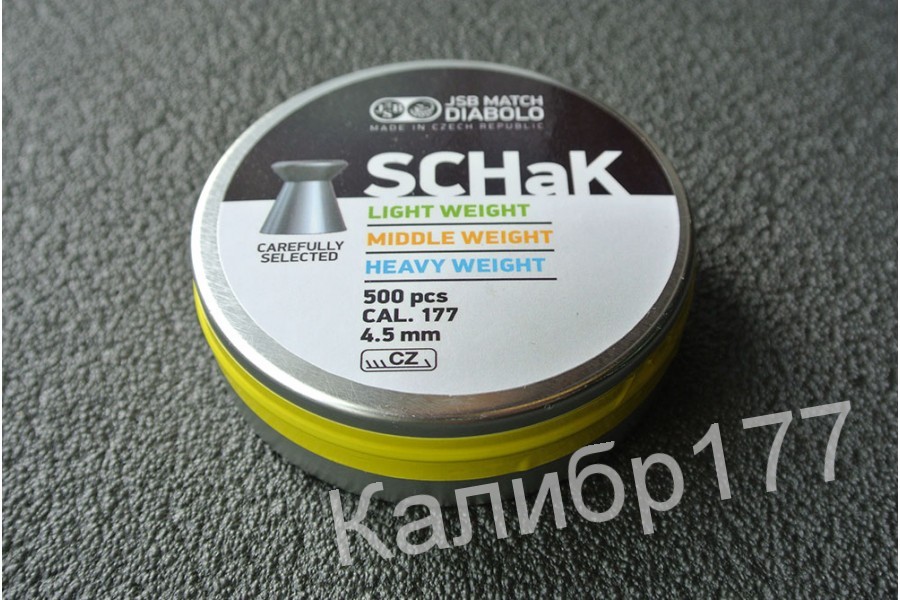 JSB MATCH
DIABOLO
MADE IN CZECH REPUBLIC
SCHaK
LIGHT WEIGHT
MIDDLE WEIGHT
HEAVY WEIGHT
CAREFULLY
SELECTED
500 pcs
CAL. 177
4.5 mm
CZ
Калибр177